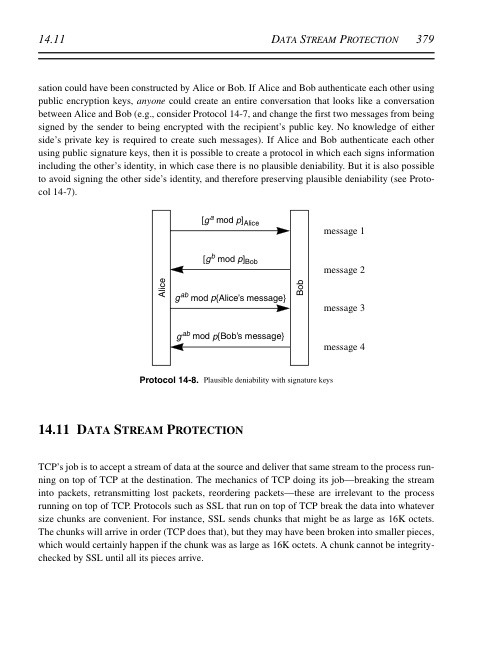 14.11 DATA STREAM PROTECTION 379
sation could have been constructed by Alice or Bob. If Alice and Bob authenticate each other using
public encryption keys, anyone could create an entire conversation that looks like a conversation
between Alice and Bob (e.g., consider Protocol 14-7, and change the first two messages from being
signed by the sender to being encrypted with the recipient's public key. No knowledge of either
side's private key is required to create such messages). If Alice and Bob authenticate each other
using public signature keys, then it is possible to create a protocol in which each signs information
including the other's identity, in which case there is no plausible deniability. But it is also possible
to avoid signing the other side's identity, and therefore preserving plausible deniability (see Proto-
col 14-7).
Alice
[g^a mod p]Alice
message 1
[g^b mod p]Bob
message 2
g^ab mod p{Alice's message}
message 3
g^ab mod p{Bob's message}
message 4
Bob
Protocol 14-8. Plausible deniability with signature keys
14.11 DATA STREAM PROTECTION
TCP's job is to accept a stream of data at the source and deliver that same stream to the process run-
ning on top of TCP at the destination. The mechanics of TCP doing its job—breaking the stream
into packets, retransmitting lost packets, reordering packets—these are irrelevant to the process
running on top of TCP. Protocols such as SSL that run on top of TCP break the data into whatever
size chunks are convenient. For instance, SSL sends chunks that might be as large as 16K octets.
The chunks will arrive in order (TCP does that), but they may have been broken into smaller pieces,
which would certainly happen if the chunk was as large as 16K octets. A chunk cannot be integrity-
checked by SSL until all its pieces arrive.